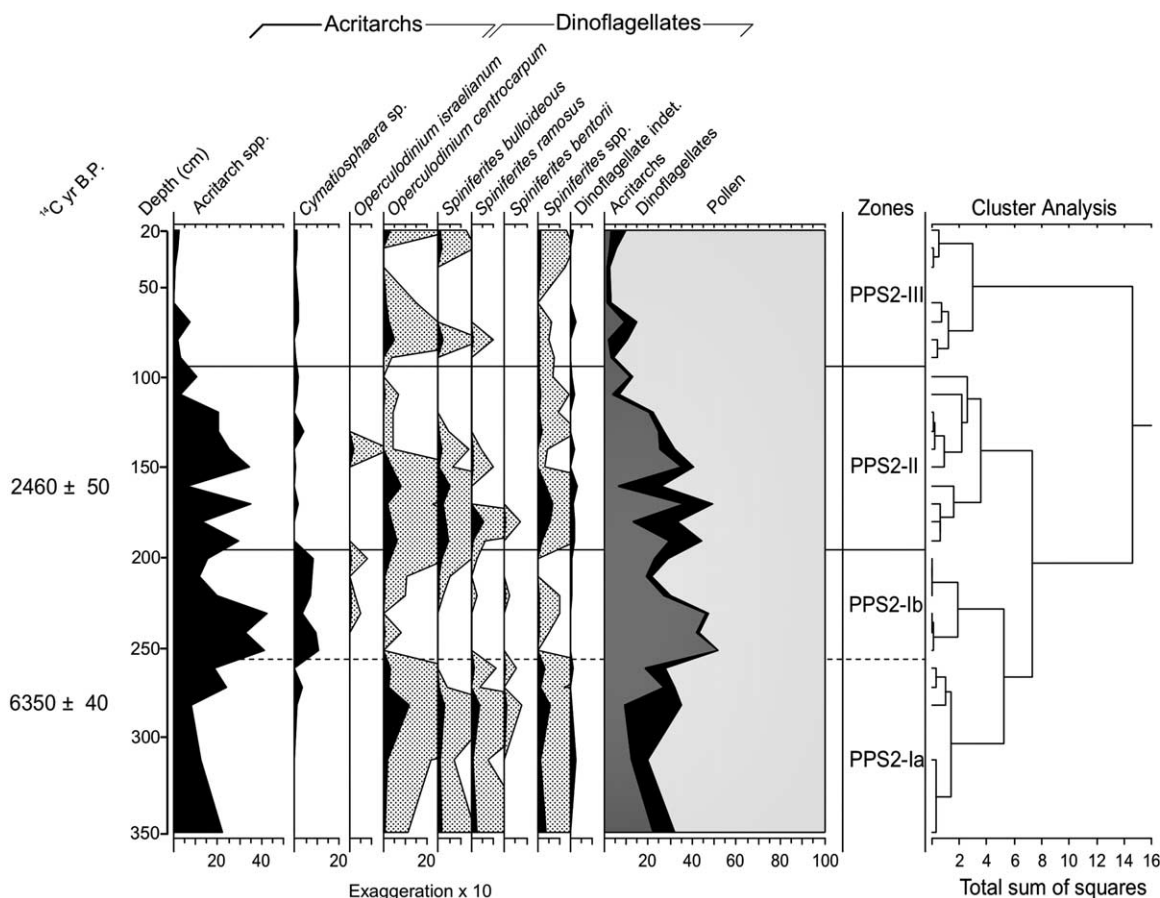 Acritarchs Dinoflagellates
¹⁴C yr B.P.
Depth (cm)
Acritarch spp.
Cymatiosphaera sp.
Operculodinium israelianum
Operculodinium centrocarpum
Spiniferites bulloideous
Spiniferites ramosus
Spiniferites bentorii
Spiniferites spp.
Dinoflagellate indet.
Acritarchs
Dinoflagellates
Pollen
Zones
Cluster Analysis
20
50
100
150
200
250
300
350
2460 ± 50
6350 ± 40
PPS2-III
PPS2-II
PPS2-Ib
PPS2-Ia
20 40 20 20 20 40 60 80 100 2 4 6 8 10 12 14 16
Exaggeration x 10
Total sum of squares